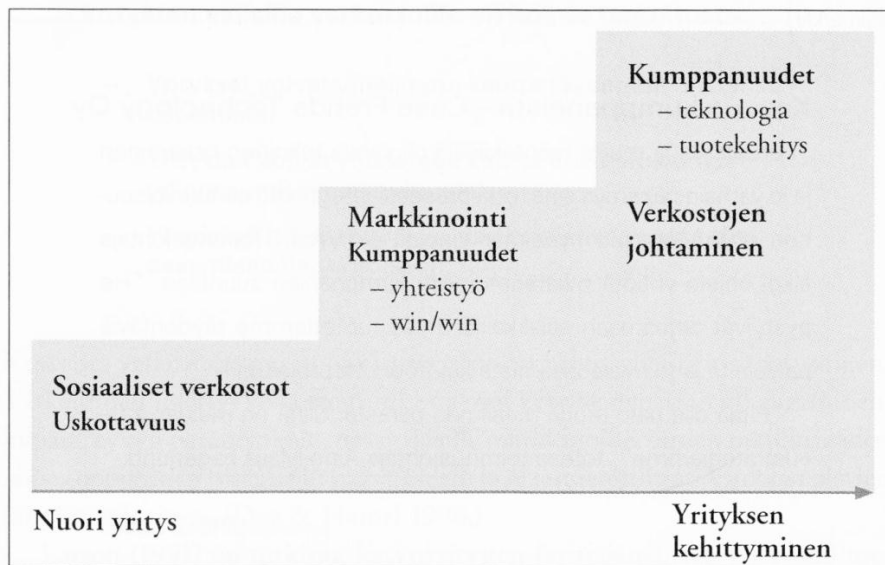 Kumppanuudet
– teknologia
– tuotekehitys
Verkostojen
johtaminen
Markkinointi
Kumppanuudet
– yhteistyö
– win/win
Sosiaaliset verkostot
Uskottavuus
Nuori yritys
Yrityksen
kehittyminen